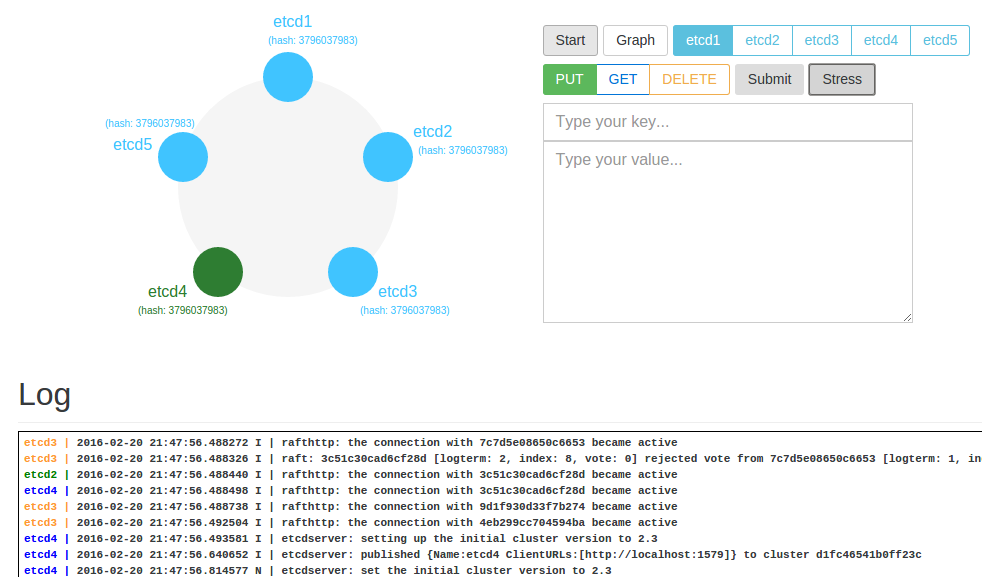 etcd1
(hash: 3796037983)
(hash: 3796037983)
etcd5
etcd2
(hash: 3796037983)
etcd4
(hash: 3796037983)
etcd3
(hash: 3796037983)
Start Graph etcd1 etcd2 etcd3 etcd4 etcd5
PUT GET DELETE Submit Stress
Type your key...
Type your value...
Log
etcd3 | 2016-02-20 21:47:56.488272 I | rafthttp: the connection with 7c7d5e08650c6653 became active
etcd3 | 2016-02-20 21:47:56.488326 I | raft: 3c51c30cad6cf28d [logterm: 2, index: 8, vote: 0] rejected vote from 7c7d5e08650c6653 [logterm: 1, in
etcd2 | 2016-02-20 21:47:56.488440 I | rafthttp: the connection with 3c51c30cad6cf28d became active
etcd4 | 2016-02-20 21:47:56.488498 I | rafthttp: the connection with 3c51c30cad6cf28d became active
etcd3 | 2016-02-20 21:47:56.488738 I | rafthttp: the connection with 9d1f930d33f7b274 became active
etcd3 | 2016-02-20 21:47:56.492504 I | rafthttp: the connection with 4eb299cc704594ba became active
etcd4 | 2016-02-20 21:47:56.493581 I | etcdserver: setting up the initial cluster version to 2.3
etcd4 | 2016-02-20 21:47:56.640652 I | etcdserver: published {Name:etcd4 ClientURLs:[http://localhost:1579]} to cluster d1fc46541b0ff23c
etcd4 | 2016-02-20 21:47:56.814577 N | etcdserver: set the initial cluster version to 2.3